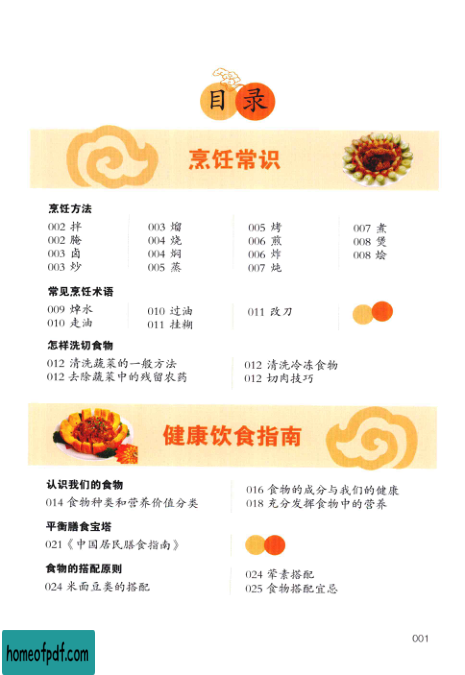 目录
烹饪常识
烹饪方法
002 拌
002 腌
003 卤
003 炒
003 熘
004 烧
004 焖
005 蒸
005 烤
006 煎
006 炸
007 炖
007 煮
008 煲
008 烩
常见烹饪术语
009 焯水
010 走油
010 过油
011 挂糊
011 改刀
怎样洗切食物
012 清洗蔬菜的一般方法
012 去除蔬菜中的残留农药
012 清洗冷冻食物
012 切肉技巧
健康饮食指南
认识我们的食物
014 食物种类和营养价值分类
016 食物的成分与我们的健康
018 充分发挥食物中的营养
平衡膳食宝塔
021《中国居民膳食指南》
食物的搭配原则
024 米面豆类的搭配
024 荤素搭配
025 食物搭配宜忌
001
homeofpdf.com